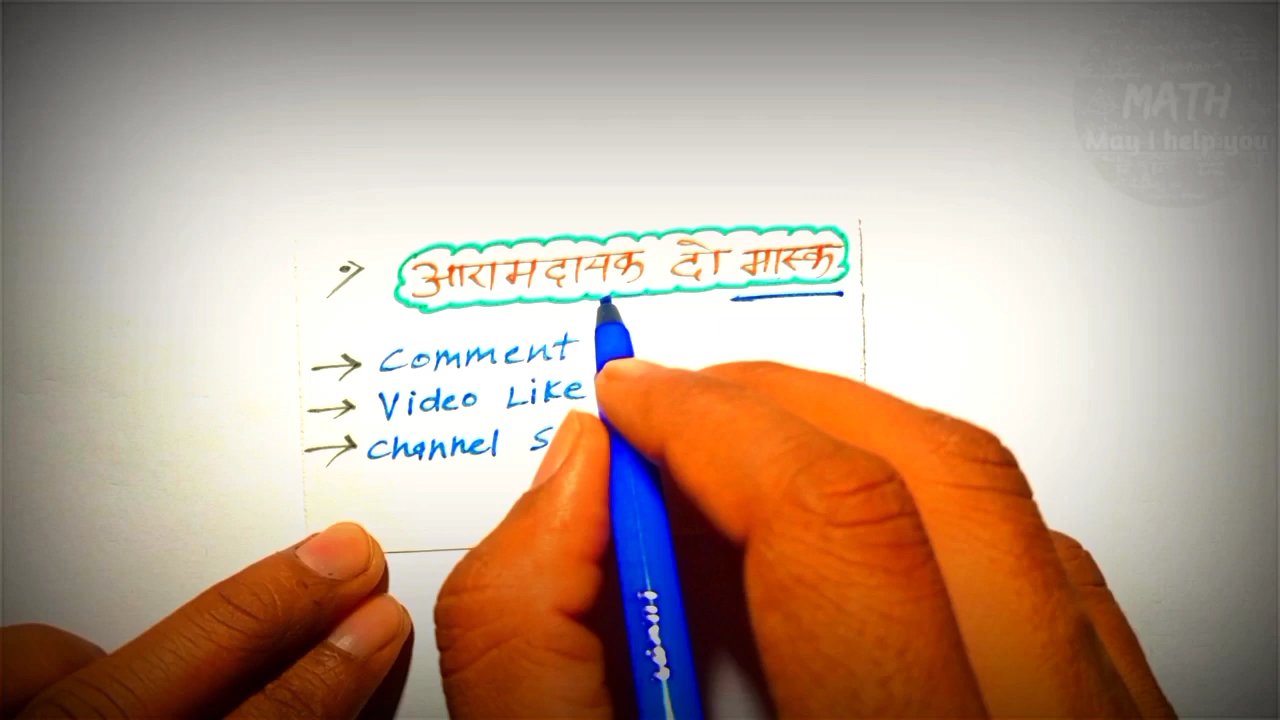 MATH
May I help you
आरामदायक दो मास्क
→ Comment
→ Video Like
→ Channel S